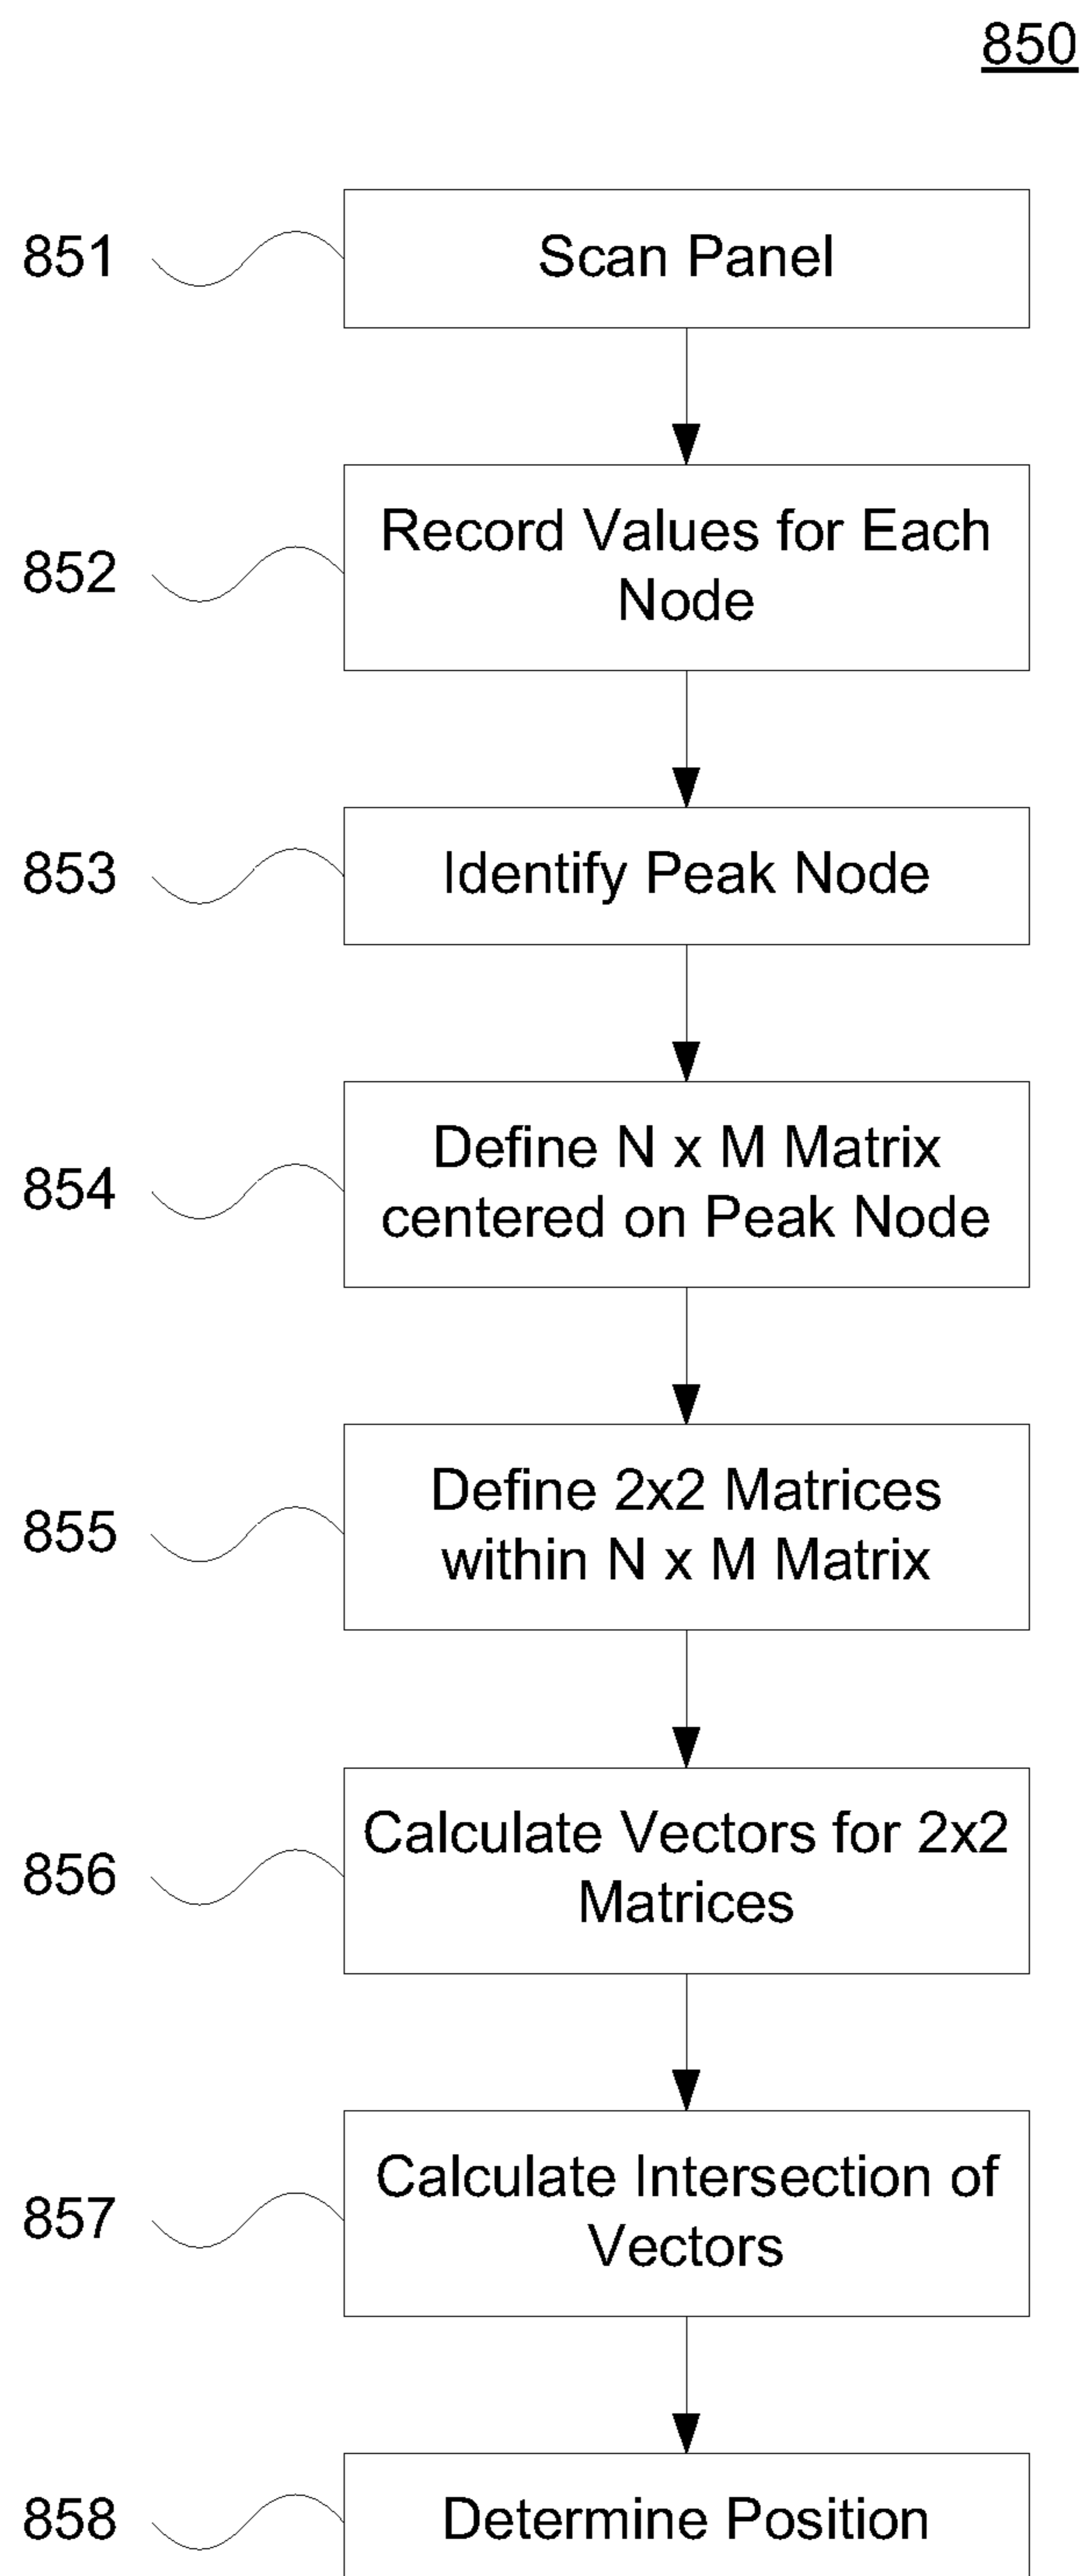 850
851
Scan Panel
852
Record Values for Each
Node
853
Identify Peak Node
854
Define N x M Matrix
centered on Peak Node
855
Define 2x2 Matrices
within N x M Matrix
856
Calculate Vectors for 2x2
Matrices
857
Calculate Intersection of
Vectors
858
Determine Position